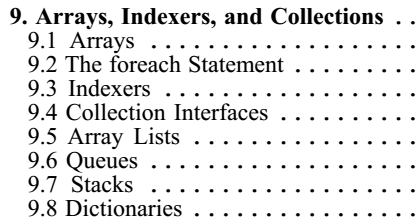 9. Arrays, Indexers, and Collections . .
9.1 Arrays . . . . . . . . . . . . . . . . . . . .
9.2 The foreach Statement . . . . . . . . .
9.3 Indexers . . . . . . . . . . . . . . . . . .
9.4 Collection Interfaces . . . . . . . . . .
9.5 Array Lists . . . . . . . . . . . . . . . .
9.6 Queues . . . . . . . . . . . . . . . . . . .
9.7 Stacks . . . . . . . . . . . . . . . . . . . .
9.8 Dictionaries . . . . . . . . . . . . . . . .